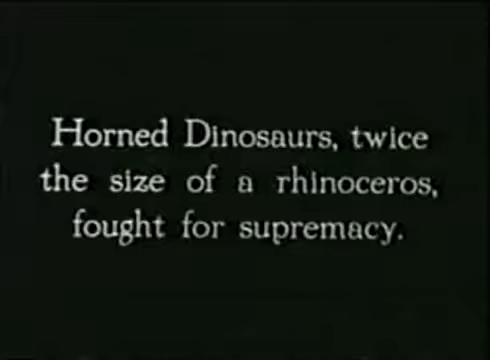 Horned Dinosaurs, twice
the size of a rhinoceros,
fought for supremacy.